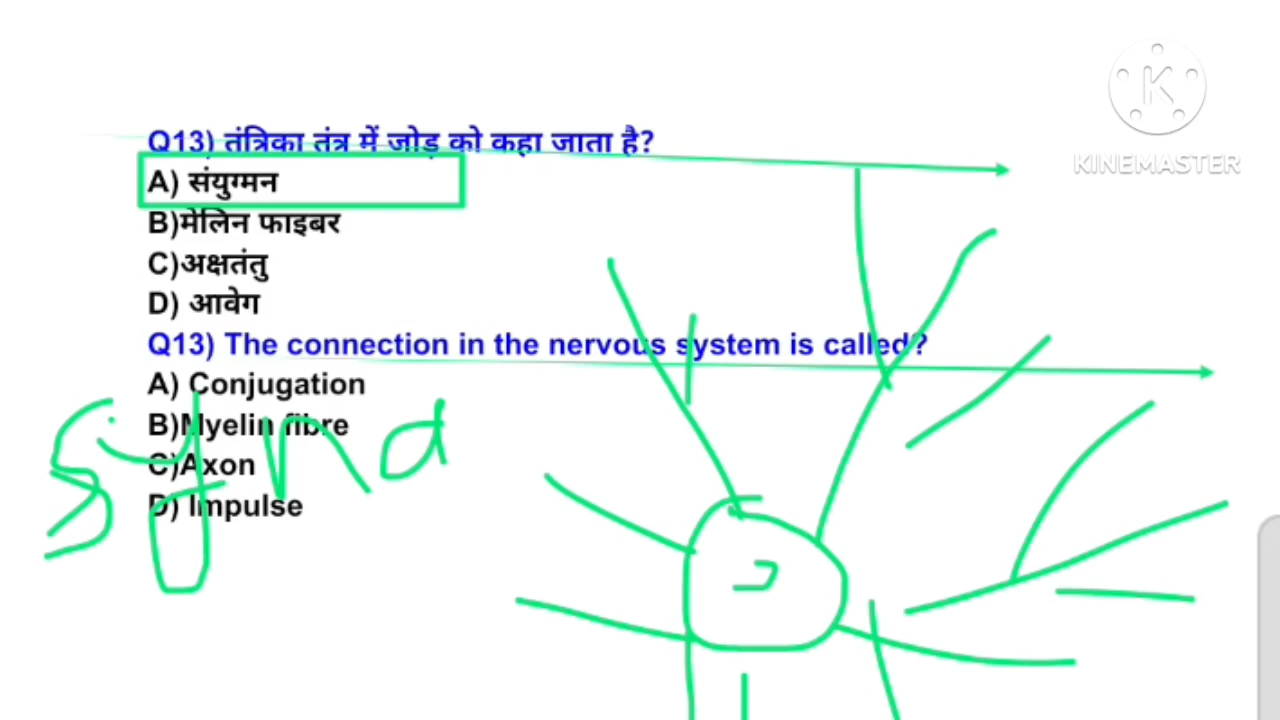 Q13) तंत्रिका तंत्र में जोड़ को कहा जाता है?
A) संयुग्मन
B)मेलिन फाइबर
C)अक्षतंतु
D) आवेग
Q13) The connection in the nervous system is called?
A) Conjugation
B)Myelin fibre
C)Axon
D) Impulse
Syna
KINEMASTER